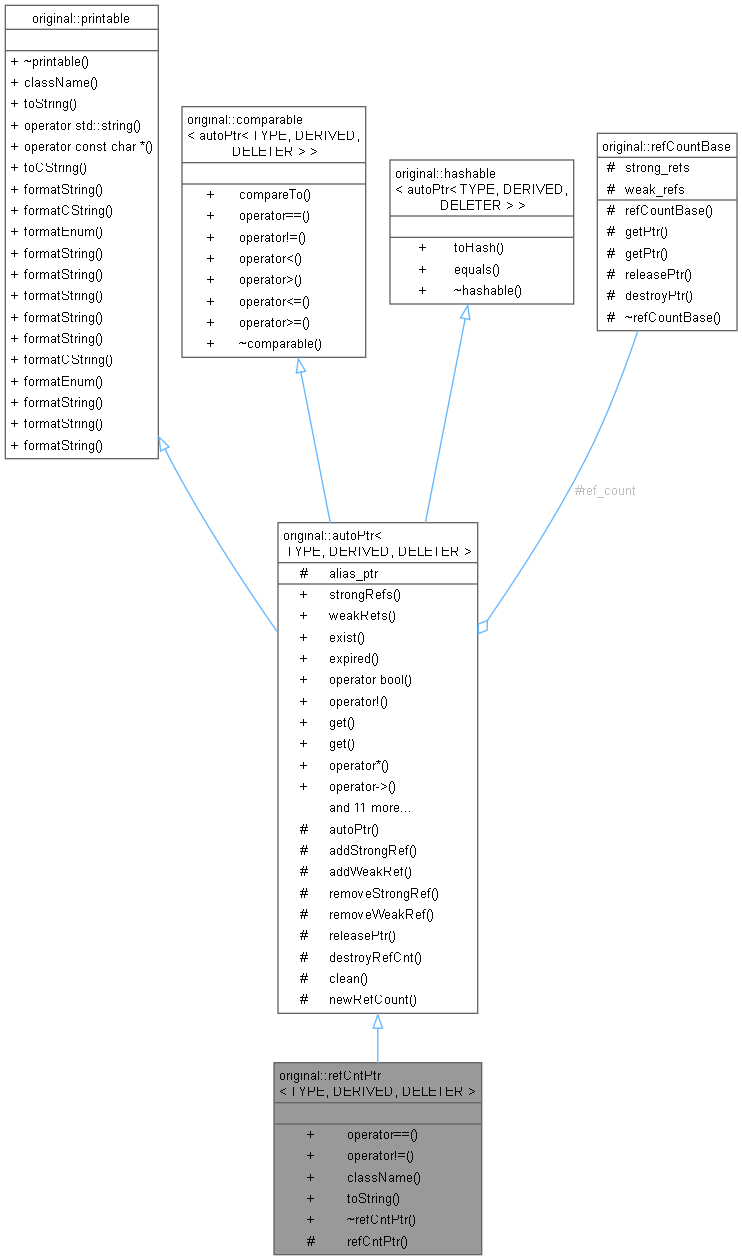 original::printable
+ ~printable()
+ className()
+ toString()
+ operator std::string()
+ operator const char *()
+ toCString()
+ formatString()
+ formatCString()
+ formatEnum()
+ formatString()
+ formatString()
+ formatString()
+ formatString()
+ formatString()
+ formatCString()
+ formatEnum()
+ formatString()
+ formatString()
+ formatString()
original::comparable
< autoPtr< TYPE, DERIVED,
DELETER > >
+ compareTo()
+ operator==()
+ operator!=()
+ operator<()
+ operator>()
+ operator<=()
+ operator>=()
+ ~comparable()
original::hashable
< autoPtr< TYPE, DERIVED,
DELETER > >
+ toHash()
+ equals()
+ ~hashable()
original::refCountBase
# strong_refs
# weak_refs
# refCountBase()
# getPtr()
# getPtr()
# releasePtr()
# destroyPtr()
# ~refCountBase()
#ref_count
original::autoPtr<
TYPE, DERIVED, DELETER >
# alias_ptr
+ strongRefs()
+ weakRefs()
+ exist()
+ expired()
+ operator bool()
+ operator!()
+ get()
+ get()
+ operator*()
+ operator->()
and 11 more...
# autoPtr()
# addStrongRef()
# addWeakRef()
# removeStrongRef()
# removeWeakRef()
# releasePtr()
# destroyRefCnt()
# clean()
# newRefCount()
original::refCntPtr
< TYPE, DERIVED, DELETER >
+ operator==()
+ operator!=()
+ className()
+ toString()
+ ~refCntPtr()
# refCntPtr()